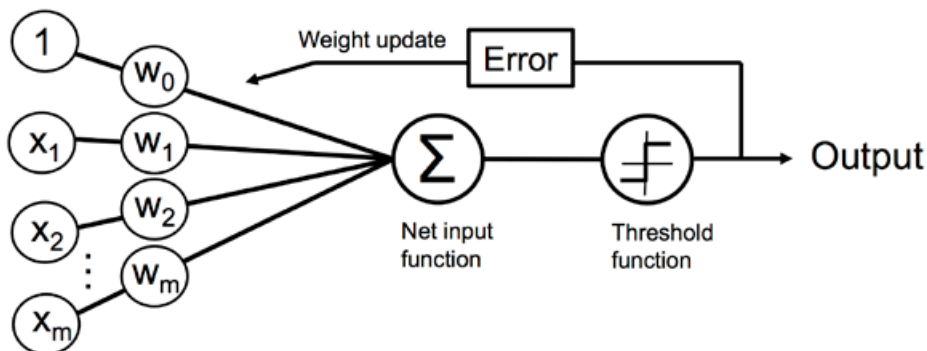 1
w₀
Weight update
Error
x₁
w₁
Σ
Output
x₂
w₂
Net input
function
Threshold
function
⋮
xₘ
wₘ